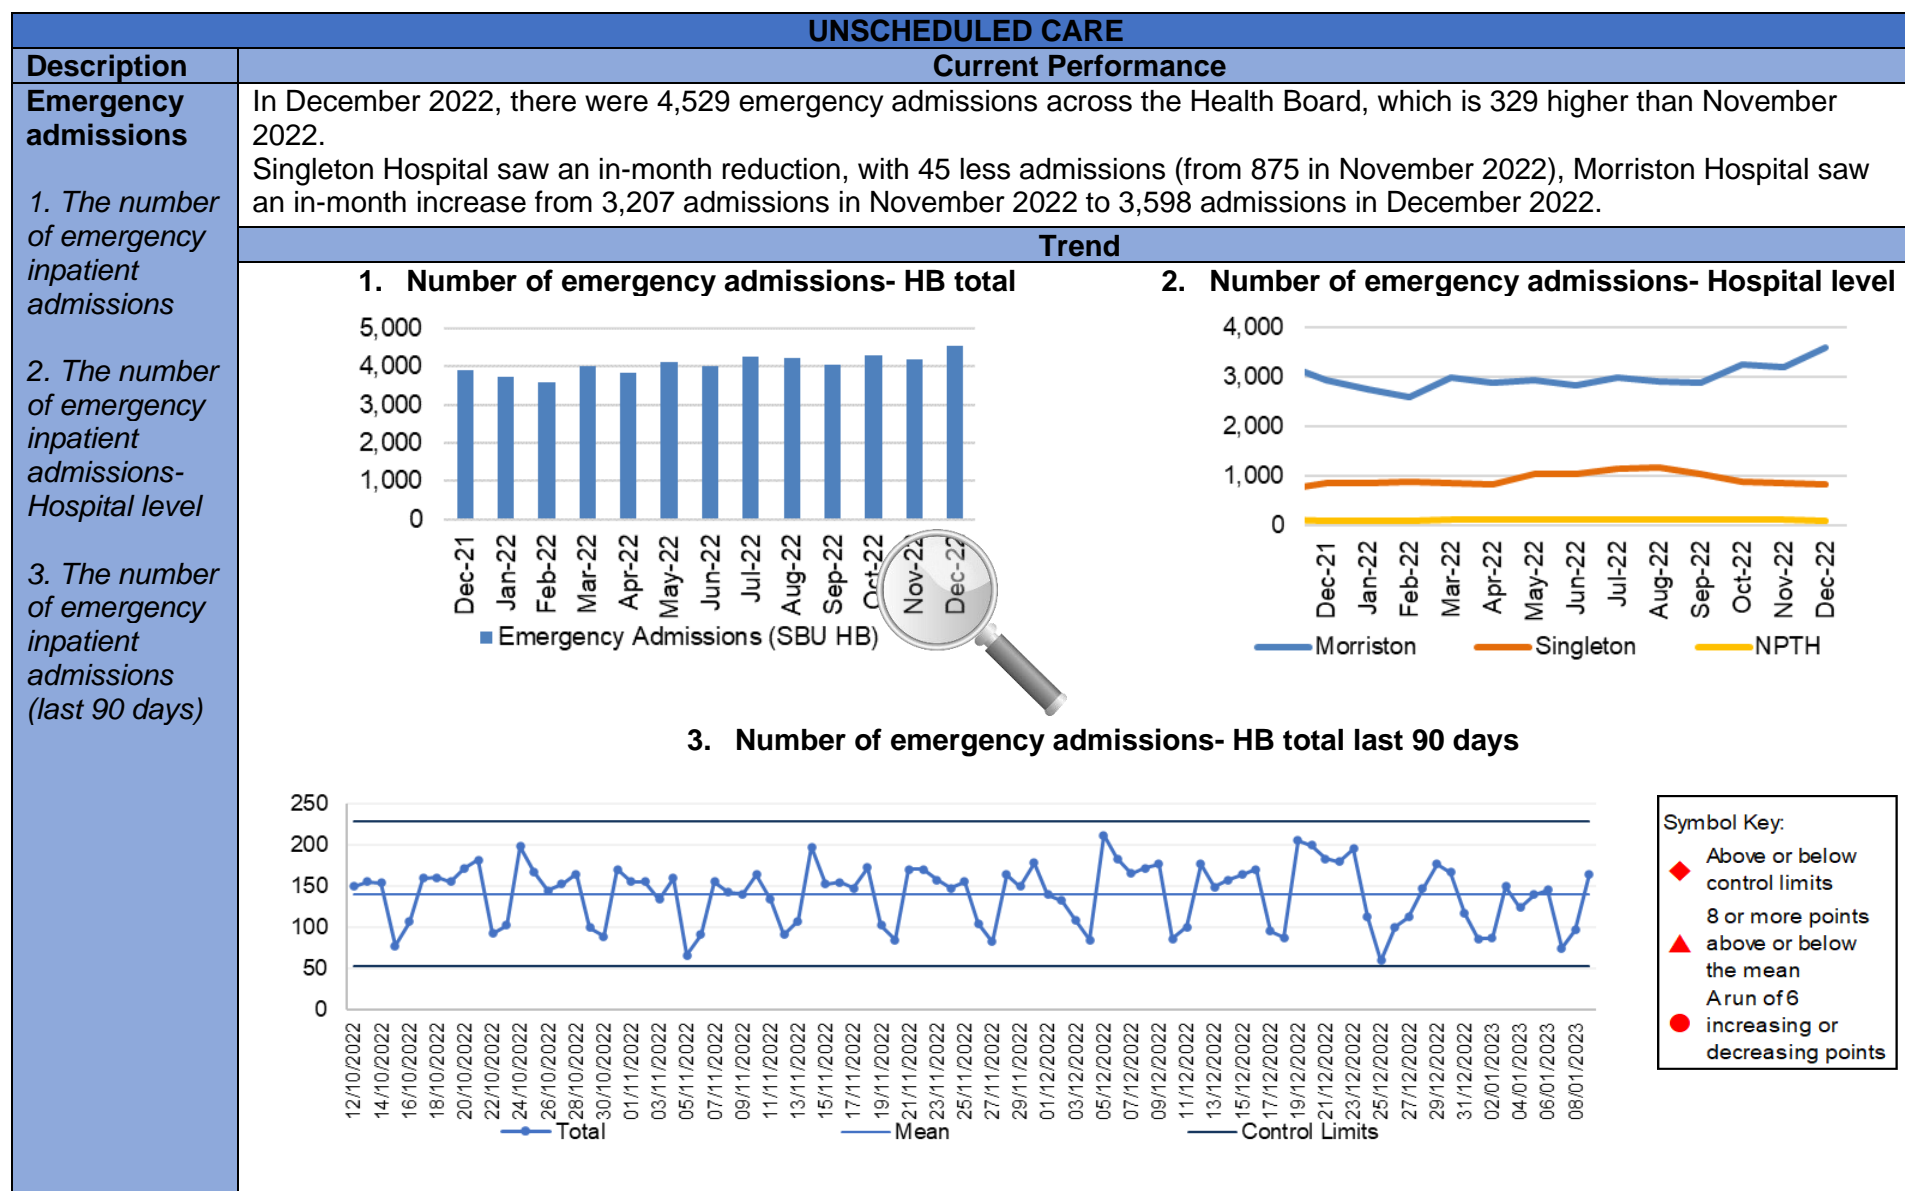 UNSCHEDULED CARE
Description
Current Performance
Emergency
admissions
1. The number
of emergency
inpatient
admissions
2. The number
of emergency
inpatient
admissions-
Hospital level
3. The number
of emergency
inpatient
admissions
(last 90 days)
In December 2022, there were 4,529 emergency admissions across the Health Board, which is 329 higher than November
2022.
Singleton Hospital saw an in-month reduction, with 45 less admissions (from 875 in November 2022), Morriston Hospital saw
an in-month increase from 3,207 admissions in November 2022 to 3,598 admissions in December 2022.
Trend
1. Number of emergency admissions- HB total
5,000
4,000
3,000
2,000
1,000
0
Dec-21
Jan-22
Feb-22
Mar-22
Apr-22
May-22
Jun-22
Jul-22
Aug-22
Sep-22
Oct-22
Nov-22
Dec-22
Emergency Admissions (SBU HB)
2. Number of emergency admissions- Hospital level
4,000
3,000
2,000
1,000
0
Dec-21
Jan-22
Feb-22
Mar-22
Apr-22
May-22
Jun-22
Jul-22
Aug-22
Sep-22
Oct-22
Nov-22
Dec-22
Morriston
Singleton
NPTH
3. Number of emergency admissions- HB total last 90 days
250
200
150
100
50
0
12/10/2022
14/10/2022
16/10/2022
18/10/2022
20/10/2022
22/10/2022
24/10/2022
26/10/2022
28/10/2022
30/10/2022
01/11/2022
03/11/2022
05/11/2022
07/11/2022
09/11/2022
11/11/2022
13/11/2022
15/11/2022
17/11/2022
19/11/2022
21/11/2022
23/11/2022
25/11/2022
27/11/2022
29/11/2022
01/12/2022
03/12/2022
05/12/2022
07/12/2022
09/12/2022
11/12/2022
13/12/2022
15/12/2022
17/12/2022
19/12/2022
21/12/2022
23/12/2022
25/12/2022
27/12/2022
29/12/2022
31/12/2022
02/01/2023
04/01/2023
06/01/2023
08/01/2023
Total
Mean
Control Limits
Symbol Key:
Above or below
control limits
8 or more points
above or below
the mean
A run of 6
increasing or
decreasing points